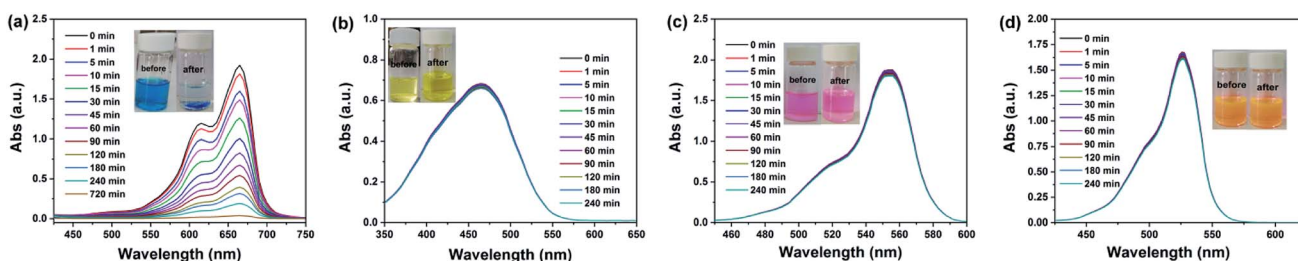 (a)
2.5
2.0
1.5
1.0
0.5
0.0
Abs (a.u.)
0 min
1 min
5 min
10 min
15 min
30 min
45 min
60 min
90 min
120 min
180 min
240 min
720 min
before
after
450 500 550 600 650 700 750
Wavelength (nm)
(b)
1.0
0.8
0.6
0.4
0.2
0.0
Abs (a.u.)
before
after
0 min
1 min
5 min
10 min
15 min
30 min
45 min
60 min
90 min
120 min
180 min
240 min
350 400 450 500 550 600 650
Wavelength (nm)
(c)
2.5
2.0
1.5
1.0
0.5
0.0
Abs (a.u.)
0 min
1 min
5 min
10 min
15 min
30 min
45 min
60 min
90 min
120 min
180 min
240 min
before
after
460 480 500 520 540 560 580 600
Wavelength (nm)
(d)
2.00
1.75
1.50
1.25
1.00
0.75
0.50
0.25
0.00
Abs (a.u.)
0 min
1 min
5 min
10 min
15 min
30 min
45 min
60 min
90 min
120 min
180 min
240 min
before
after
450 500 550 600
Wavelength (nm)